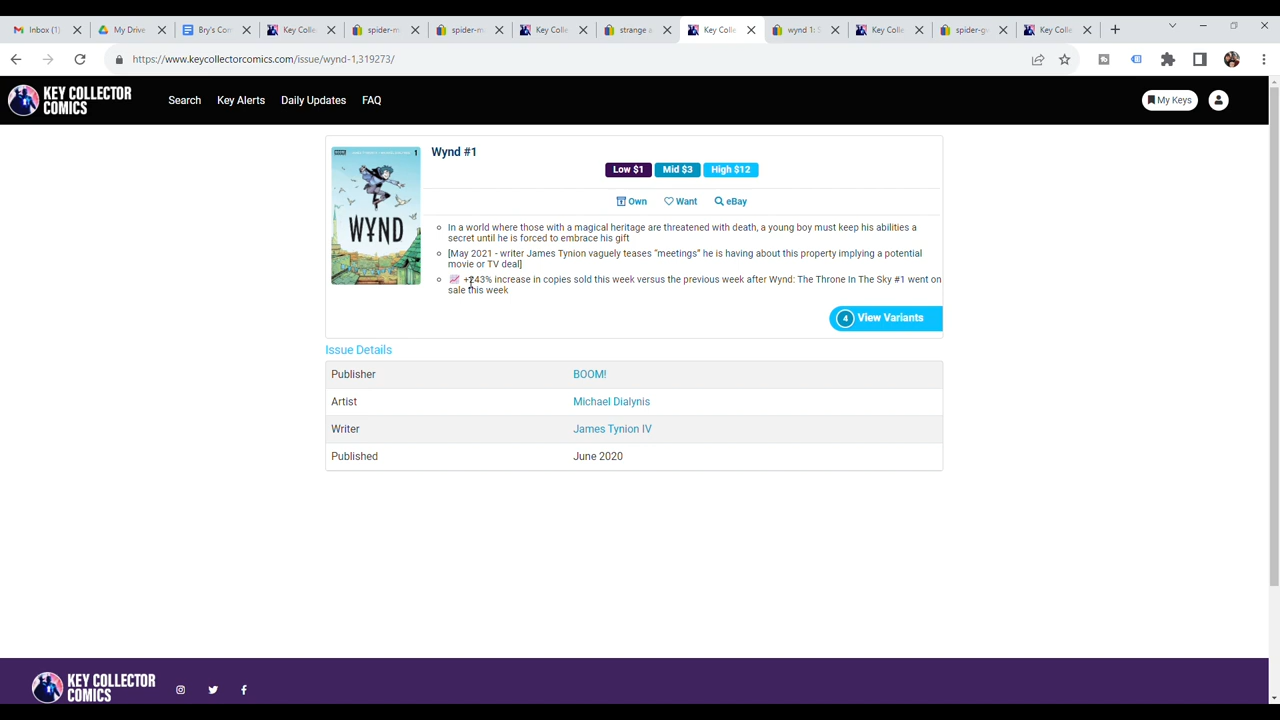 Inbox (1)
My Drive
Bry's Con
Key Colle
spider-m
spider-m
Key Colle
strange a
Key Colle
wynd 1: 
Key Colle
spider-g
Key Colle
https://www.keycollectorcomics.com/issue/wynd-1,319273/
KEY COLLECTOR
COMICS
Search
Key Alerts
Daily Updates
FAQ
My Keys
Wynd #1
Low $1
Mid $3
High $12
Own
Want
eBay
WYND
In a world where those with a magical heritage are threatened with death, a young boy must keep his abilities a
secret until he is forced to embrace his gift
[May 2021 - writer James Tynion vaguely teases "meetings" he is having about this property implying a potential
movie or TV deal]
increase in copies sold this week versus the previous week after Wynd: The Throne In The Sky #1 went on
sale this week
4 View Variants
Issue Details
Publisher
BOOM!
Artist
Michael Dialynis
Writer
James Tynion IV
Published
June 2020
KEY COLLECTOR
COMICS